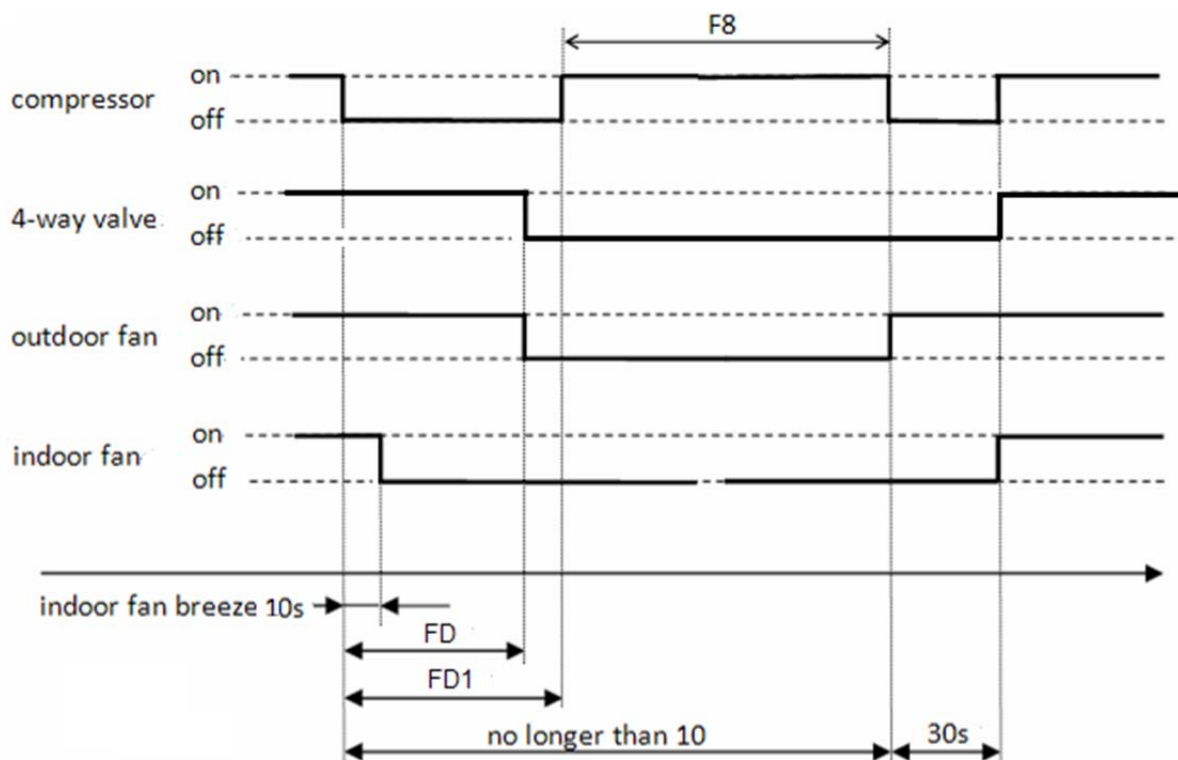 F8
on
compressor
off
on
4-way valve
off
on
outdoor fan
off
on
indoor fan
off
indoor fan breeze 10s
FD
FD1
no longer than 10
30s